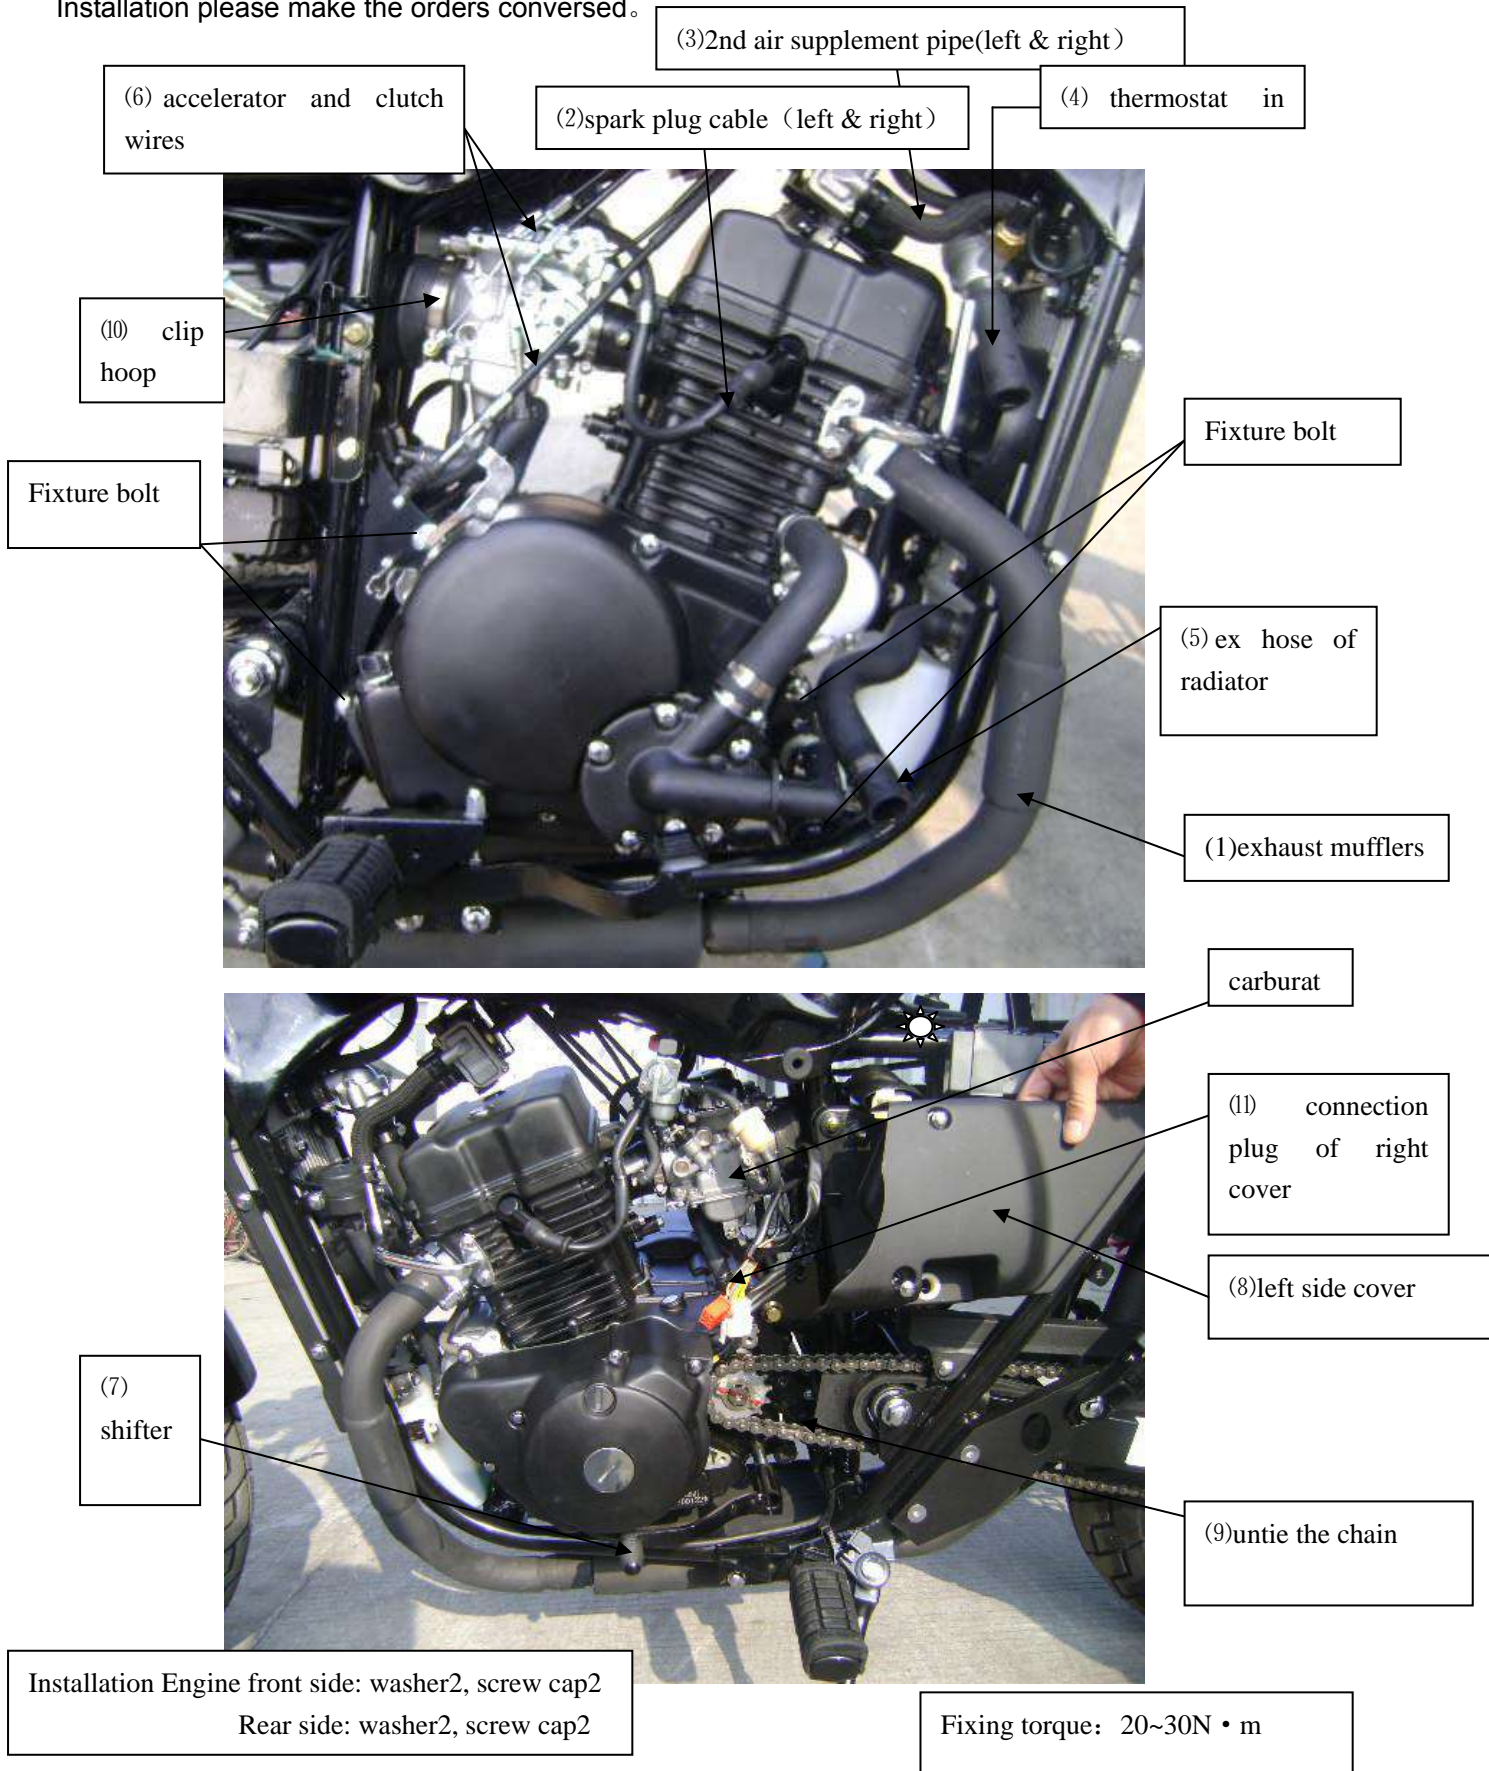 Installation please make the orders conversed。
⑶2nd air supplement pipe(left & right）
⑹ accelerator and clutch
wires
⑵spark plug cable（left & right）
⑷ thermostat in
⑽ clip
hoop
Fixture bolt
Fixture bolt
⑸ ex hose of
radiator
(1)exhaust mufflers
carburat
⑾ connection
plug of right
cover
⑻left side cover
⑺
shifter
⑼untie the chain
Installation Engine front side: washer2, screw cap2
Rear side: washer2, screw cap2
Fixing torque：20~30N·m